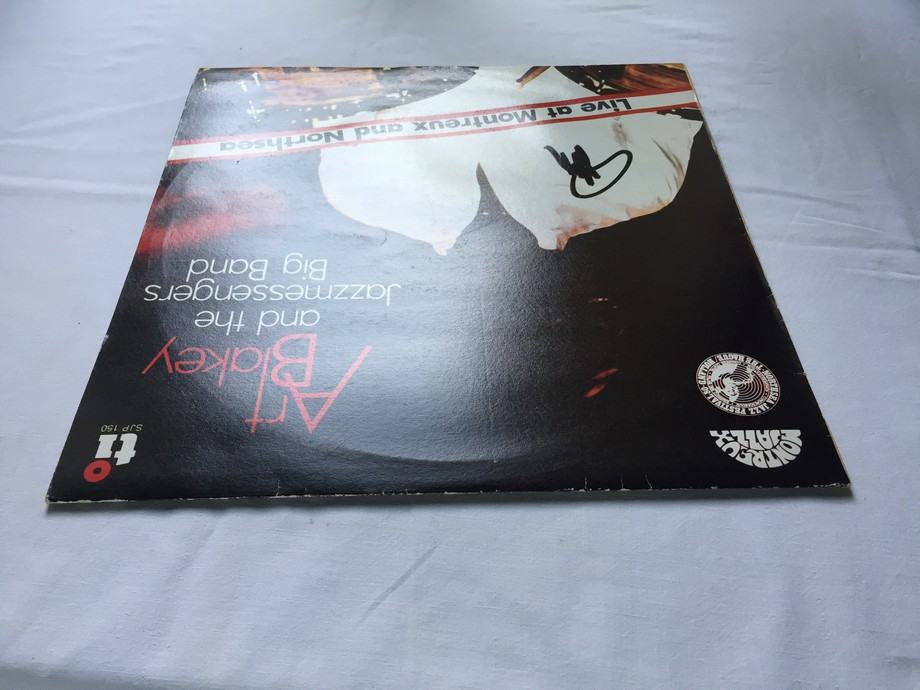 SJP 150
ti
Art
Blakey
and the
Jazzmessengers
Big Band
MONTREUX
JAZZ
Live at Montreux and Northsea